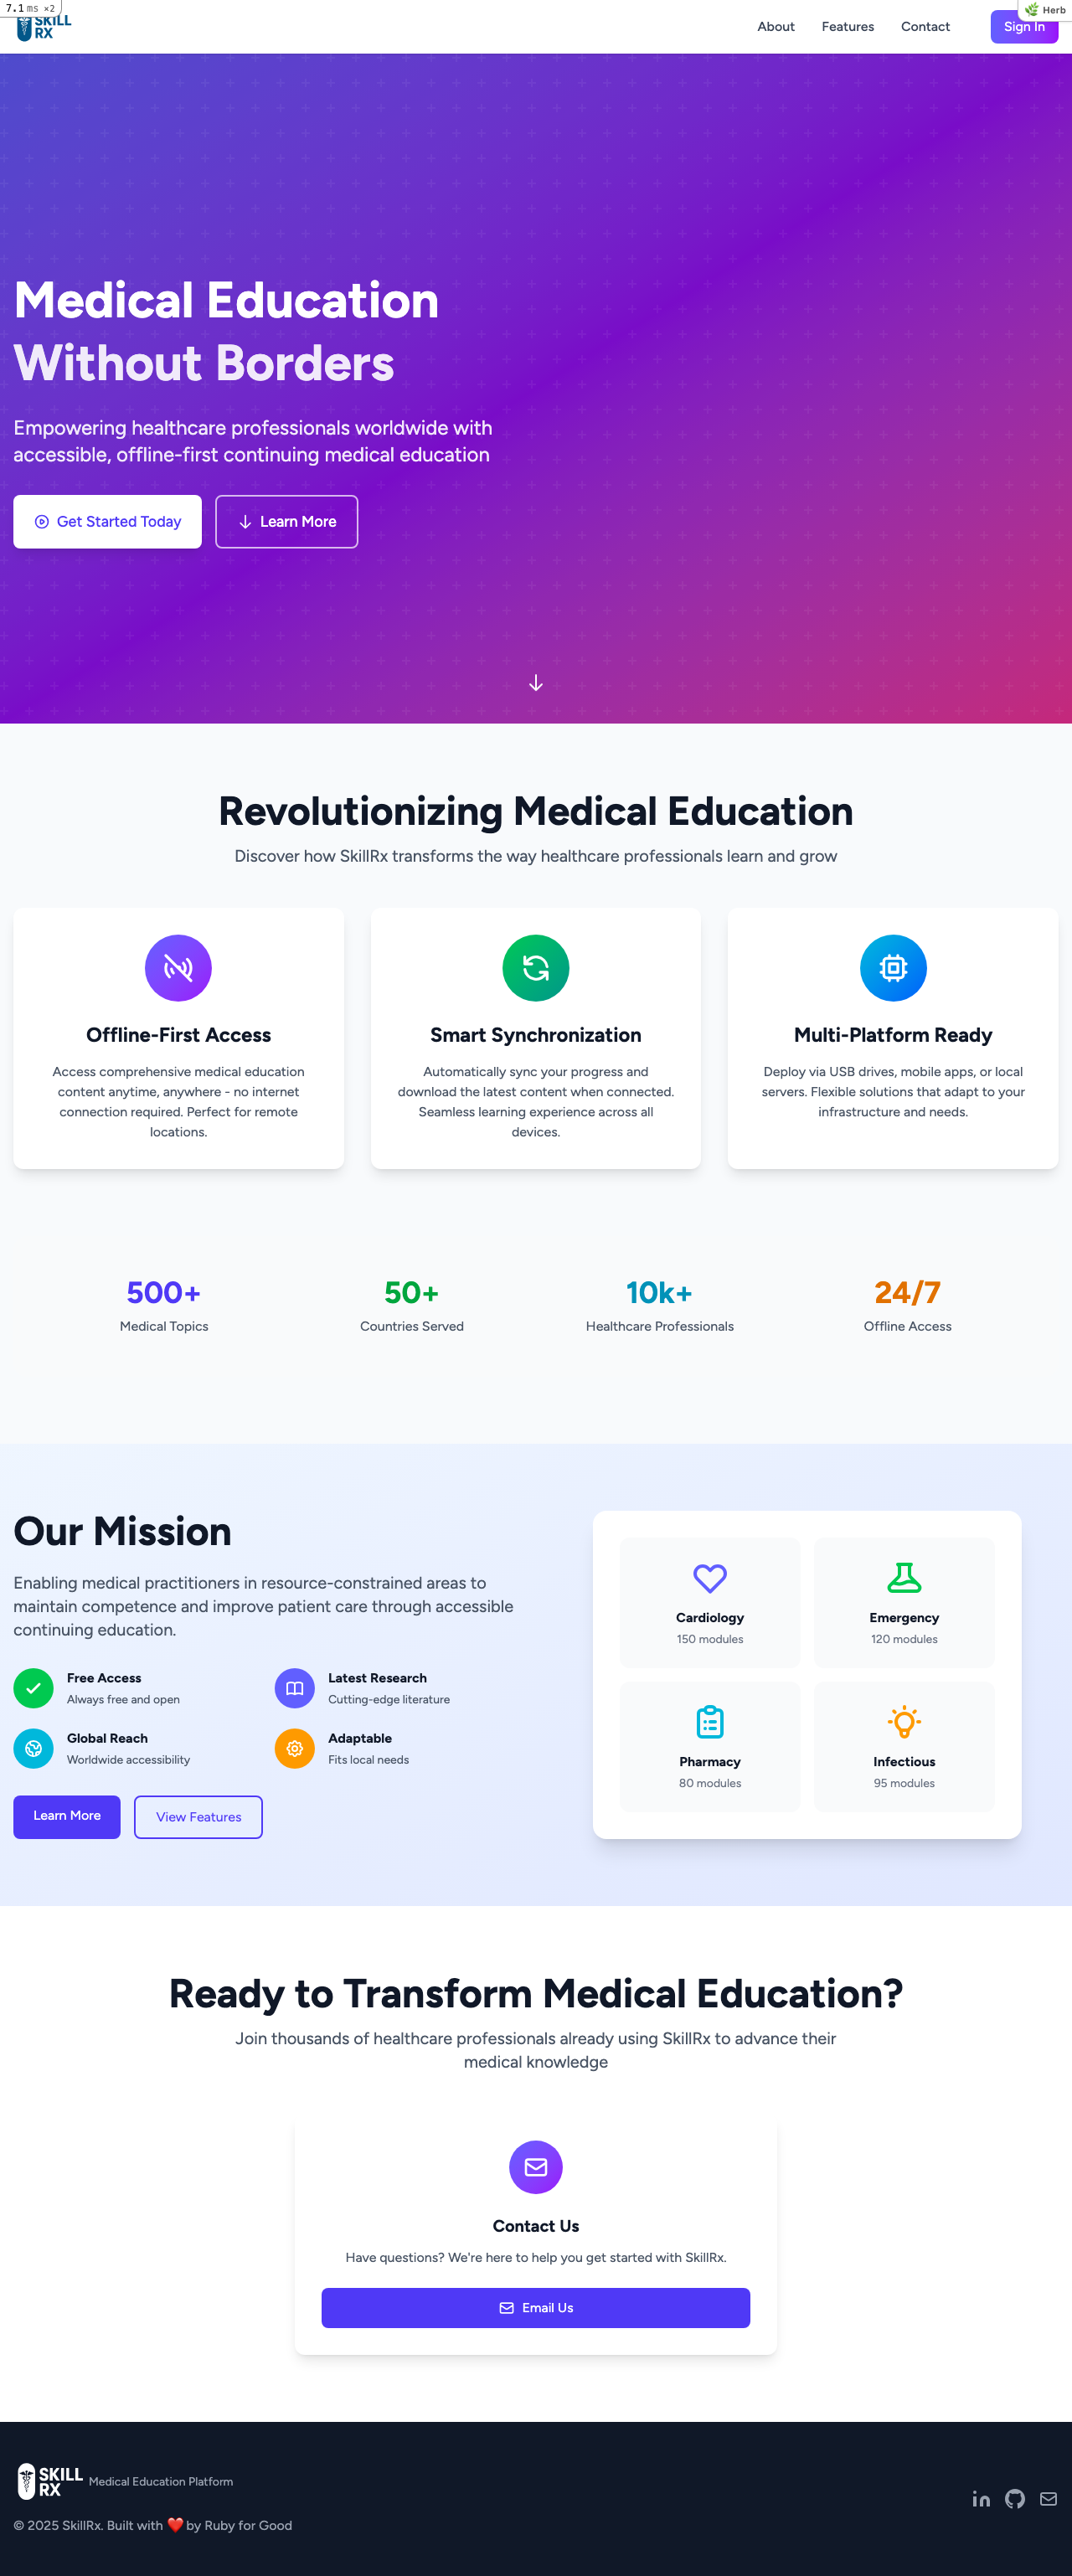 7.1 ms ×2
SKILL
RX
About
Features
Contact
Sign In
Herb
Medical Education
Without Borders
Empowering healthcare professionals worldwide with
accessible, offline-first continuing medical education
Get Started Today
Learn More
Revolutionizing Medical Education
Discover how SkillRx transforms the way healthcare professionals learn and grow
Offline-First Access
Access comprehensive medical education
content anytime, anywhere - no internet
connection required. Perfect for remote
locations.
Smart Synchronization
Automatically sync your progress and
download the latest content when connected.
Seamless learning experience across all
devices.
Multi-Platform Ready
Deploy via USB drives, mobile apps, or local
servers. Flexible solutions that adapt to your
infrastructure and needs.
500+
Medical Topics
50+
Countries Served
10k+
Healthcare Professionals
24/7
Offline Access
Our Mission
Enabling medical practitioners in resource-constrained areas to
maintain competence and improve patient care through accessible
continuing education.
Free Access
Always free and open
Latest Research
Cutting-edge literature
Global Reach
Worldwide accessibility
Adaptable
Fits local needs
Learn More
View Features
Cardiology
150 modules
Emergency
120 modules
Pharmacy
80 modules
Infectious
95 modules
Ready to Transform Medical Education?
Join thousands of healthcare professionals already using SkillRx to advance their
medical knowledge
Contact Us
Have questions? We're here to help you get started with SkillRx.
Email Us
SKILL
RX
Medical Education Platform
© 2025 SkillRx. Built with ❤️ by Ruby for Good